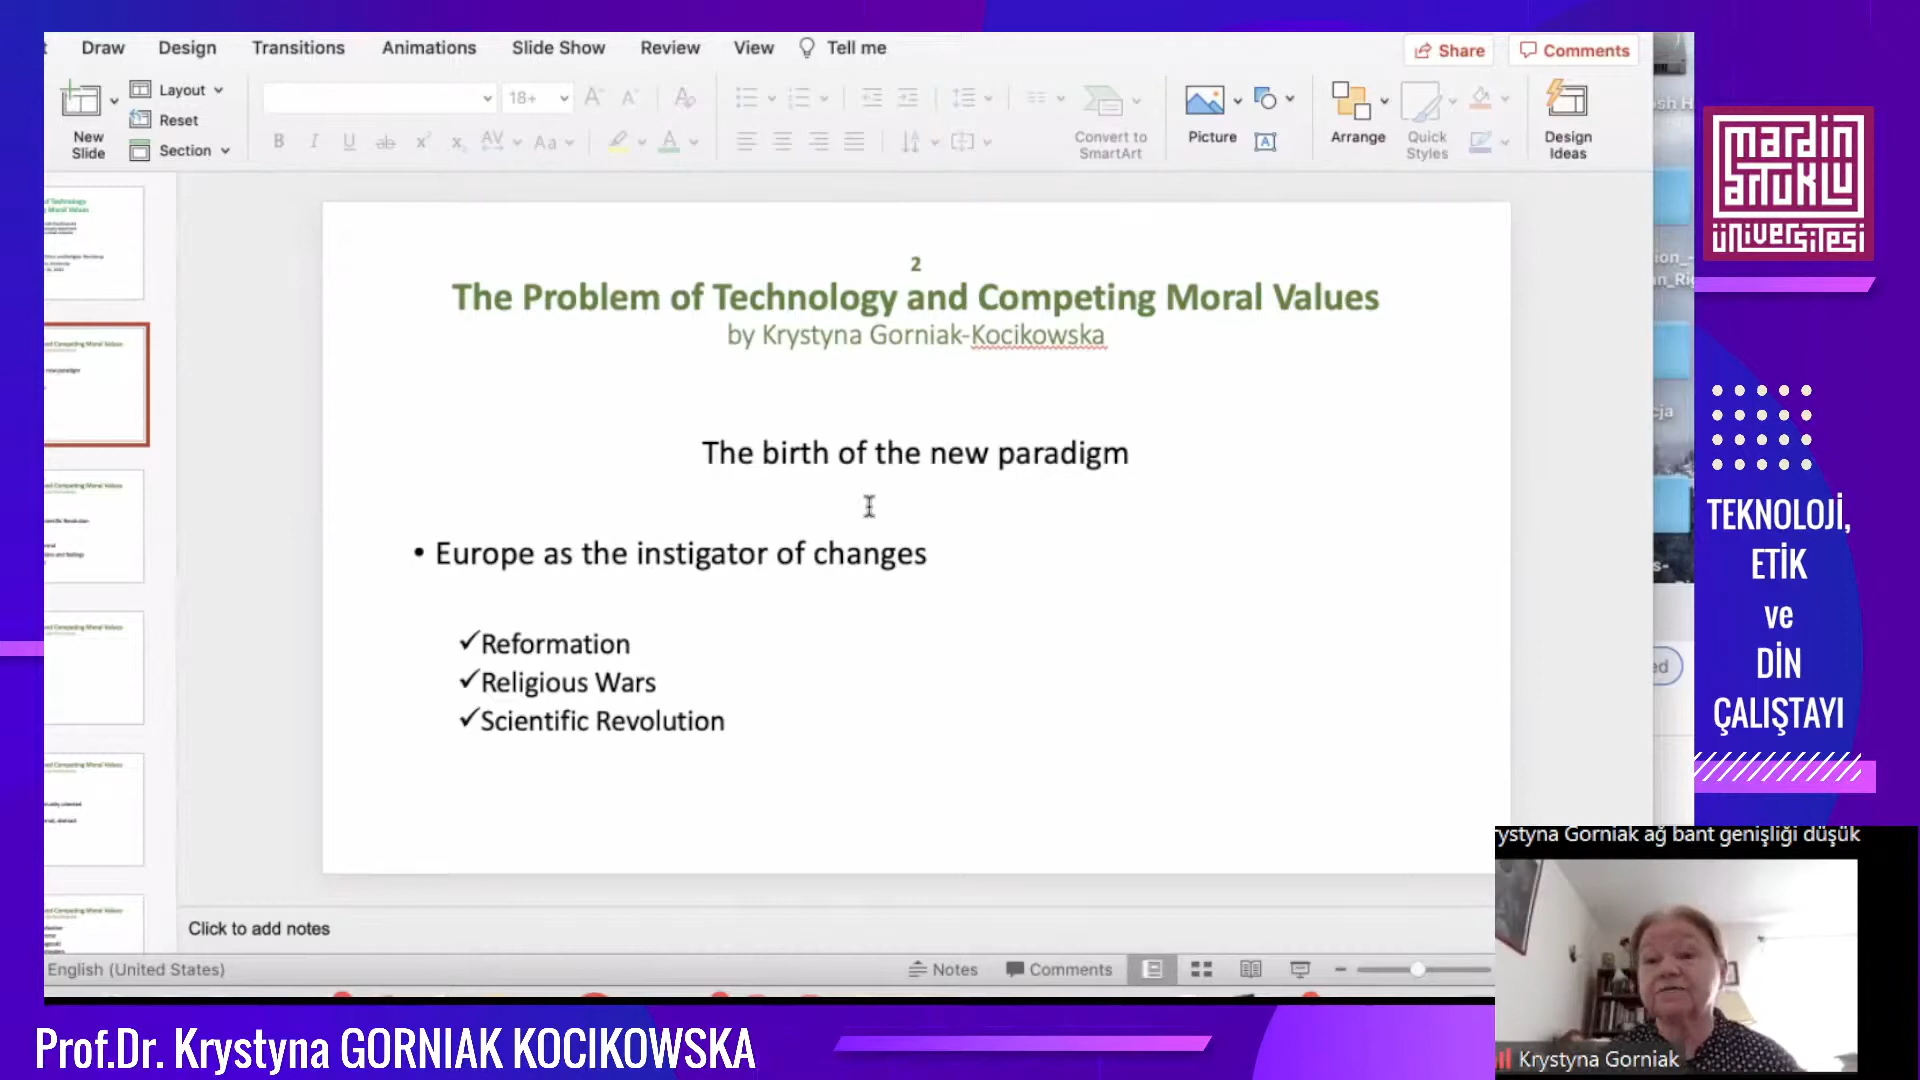 Draw Design Transitions Animations Slide Show Review View Tell me
Share Comments
New
Slide
Layout
Reset
Section
18+
Convert to
SmartArt
Picture
Arrange
Quick
Styles
Design
Ideas
2
The Problem of Technology and Competing Moral Values
by Krystyna Gorniak-Kocikowska
The birth of the new paradigm
• Europe as the instigator of changes
✓Reformation
✓Religious Wars
✓Scientific Revolution
Click to add notes
English (United States)
Notes Comments
mardin
artuklu
üniversitesi
TEKNOLOJİ,
ETİK
ve
DİN
ÇALIŞTAYI
rystyna Gorniak ağ bant genişliği düşük
Krystyna Gorniak
Prof.Dr. Krystyna GORNIAK KOCIKOWSKA